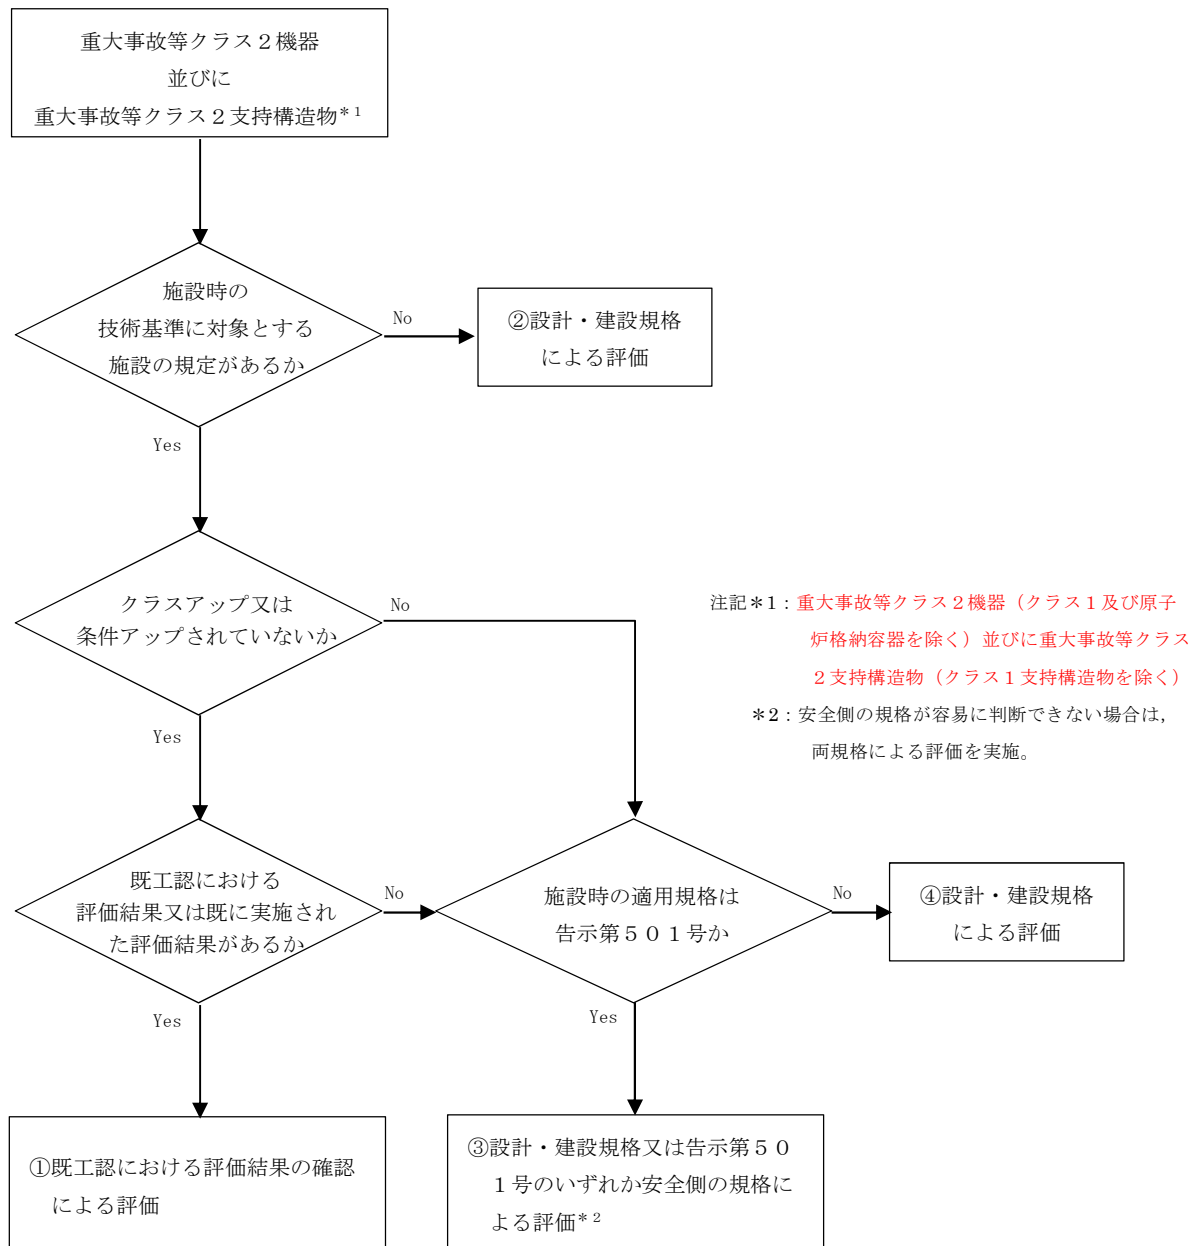 重大事故等クラス２機器
並びに
重大事故等クラス２支持構造物＊１
施設時の
技術基準に対象とする
施設の規定があるか
No
②設計・建設規格
による評価
Yes
クラスアップ又は
条件アップされていないか
No
注記＊1：重大事故等クラス２機器（クラス１及び原子
炉格納容器を除く）並びに重大事故等クラス
２支持構造物（クラス１支持構造物を除く）
＊2：安全側の規格が容易に判断できない場合は，
両規格による評価を実施。
Yes
既工認における
評価結果又は既に実施され
た評価結果があるか
No
施設時の適用規格は
告示第５０１号か
No
④設計・建設規格
による評価
Yes
Yes
①既工認における評価結果の確認
による評価
③設計・建設規格又は告示第５０
１号のいずれか安全側の規格に
よる評価＊２